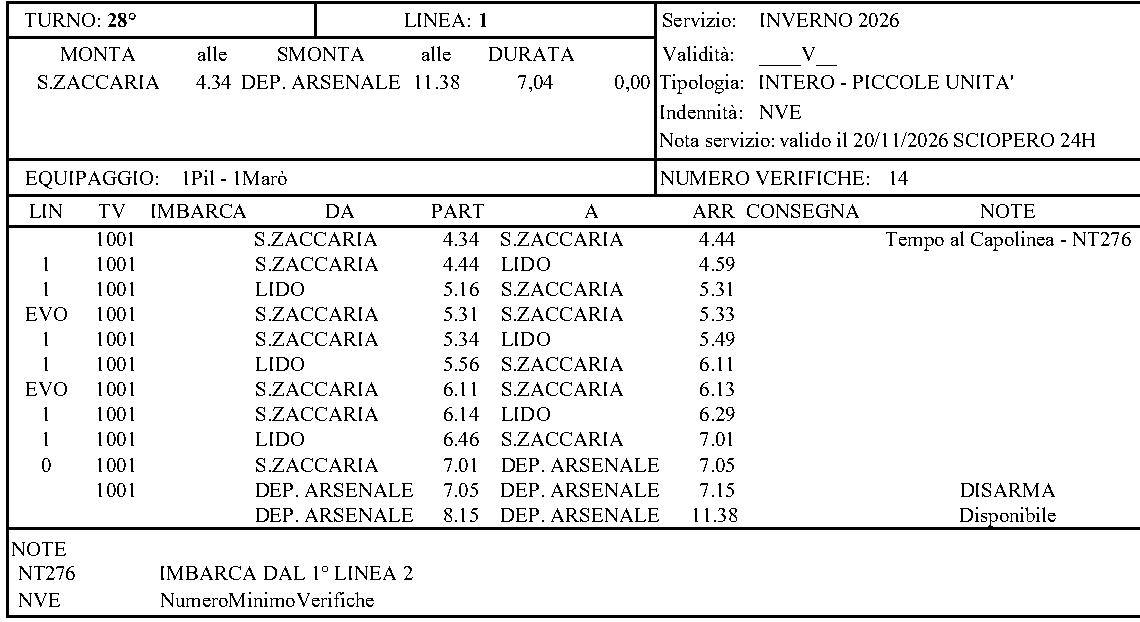 TURNO: 28° LINEA: 1 Servizio: INVERNO 2026
MONTA alle SMONTA alle DURATA Validità: ____V__
S.ZACCARIA 4.34 DEP. ARSENALE 11.38 7,04 0,00 Tipologia: INTERO - PICCOLE UNITA'
Indennità: NVE
Nota servizio: valido il 20/11/2026 SCIOPERO 24H
EQUIPAGGIO: 1Pil - 1Marò NUMERO VERIFICHE: 14
LIN TV IMBARCA DA PART A ARR CONSEGNA NOTE
1001 S.ZACCARIA 4.34 S.ZACCARIA 4.44 Tempo al Capolinea - NT276
1 1001 S.ZACCARIA 4.44 LIDO 4.59
1 1001 LIDO 5.16 S.ZACCARIA 5.31
EVO 1001 S.ZACCARIA 5.31 S.ZACCARIA 5.33
1 1001 S.ZACCARIA 5.34 LIDO 5.49
1 1001 LIDO 5.56 S.ZACCARIA 6.11
EVO 1001 S.ZACCARIA 6.11 S.ZACCARIA 6.13
1 1001 S.ZACCARIA 6.14 LIDO 6.29
1 1001 LIDO 6.46 S.ZACCARIA 7.01
0 1001 S.ZACCARIA 7.01 DEP. ARSENALE 7.05
1001 DEP. ARSENALE 7.05 DEP. ARSENALE 7.15 DISARMA
DEP. ARSENALE 8.15 DEP. ARSENALE 11.38 Disponibile
NOTE
NT276 IMBARCA DAL 1° LINEA 2
NVE NumeroMinimoVerifiche